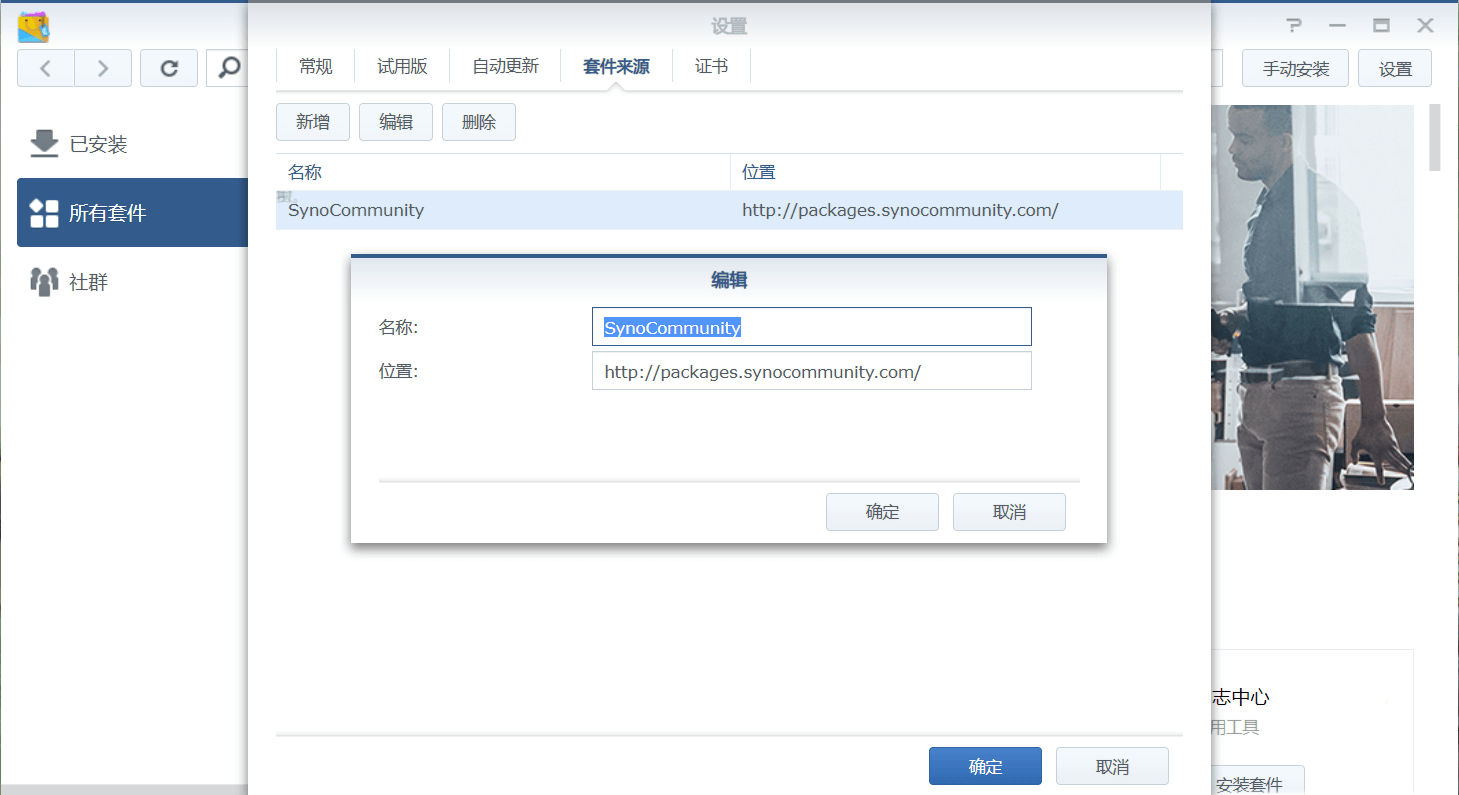 设置
常规 试用版 自动更新 套件来源 证书
手动安装 设置
新增 编辑 删除
已安装
名称 位置
所有套件
SynoCommunity http://packages.synocommunity.com/
社群
编辑
名称: SynoCommunity
位置: http://packages.synocommunity.com/
确定 取消
志中心
用工具
确定 取消
安装套件